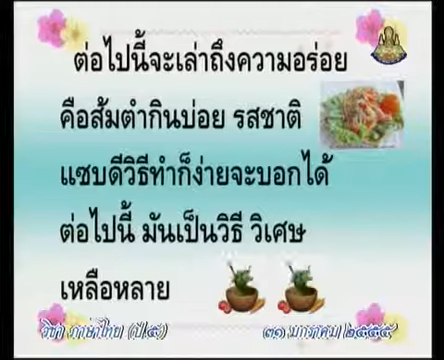 ต่อไปนี้จะเล่าถึงความอร่อย
คือส้มตำกินบ่อย รสชาติ
แซบดีวิธีทำก็ง่ายจะบอกได้
ต่อไปนี้ มันเป็นวิธี วิเศษ
เหลือหลาย
วิชา ภาษาไทย (ป.๕)
๓๑ มกราคม ๒๕๕๕